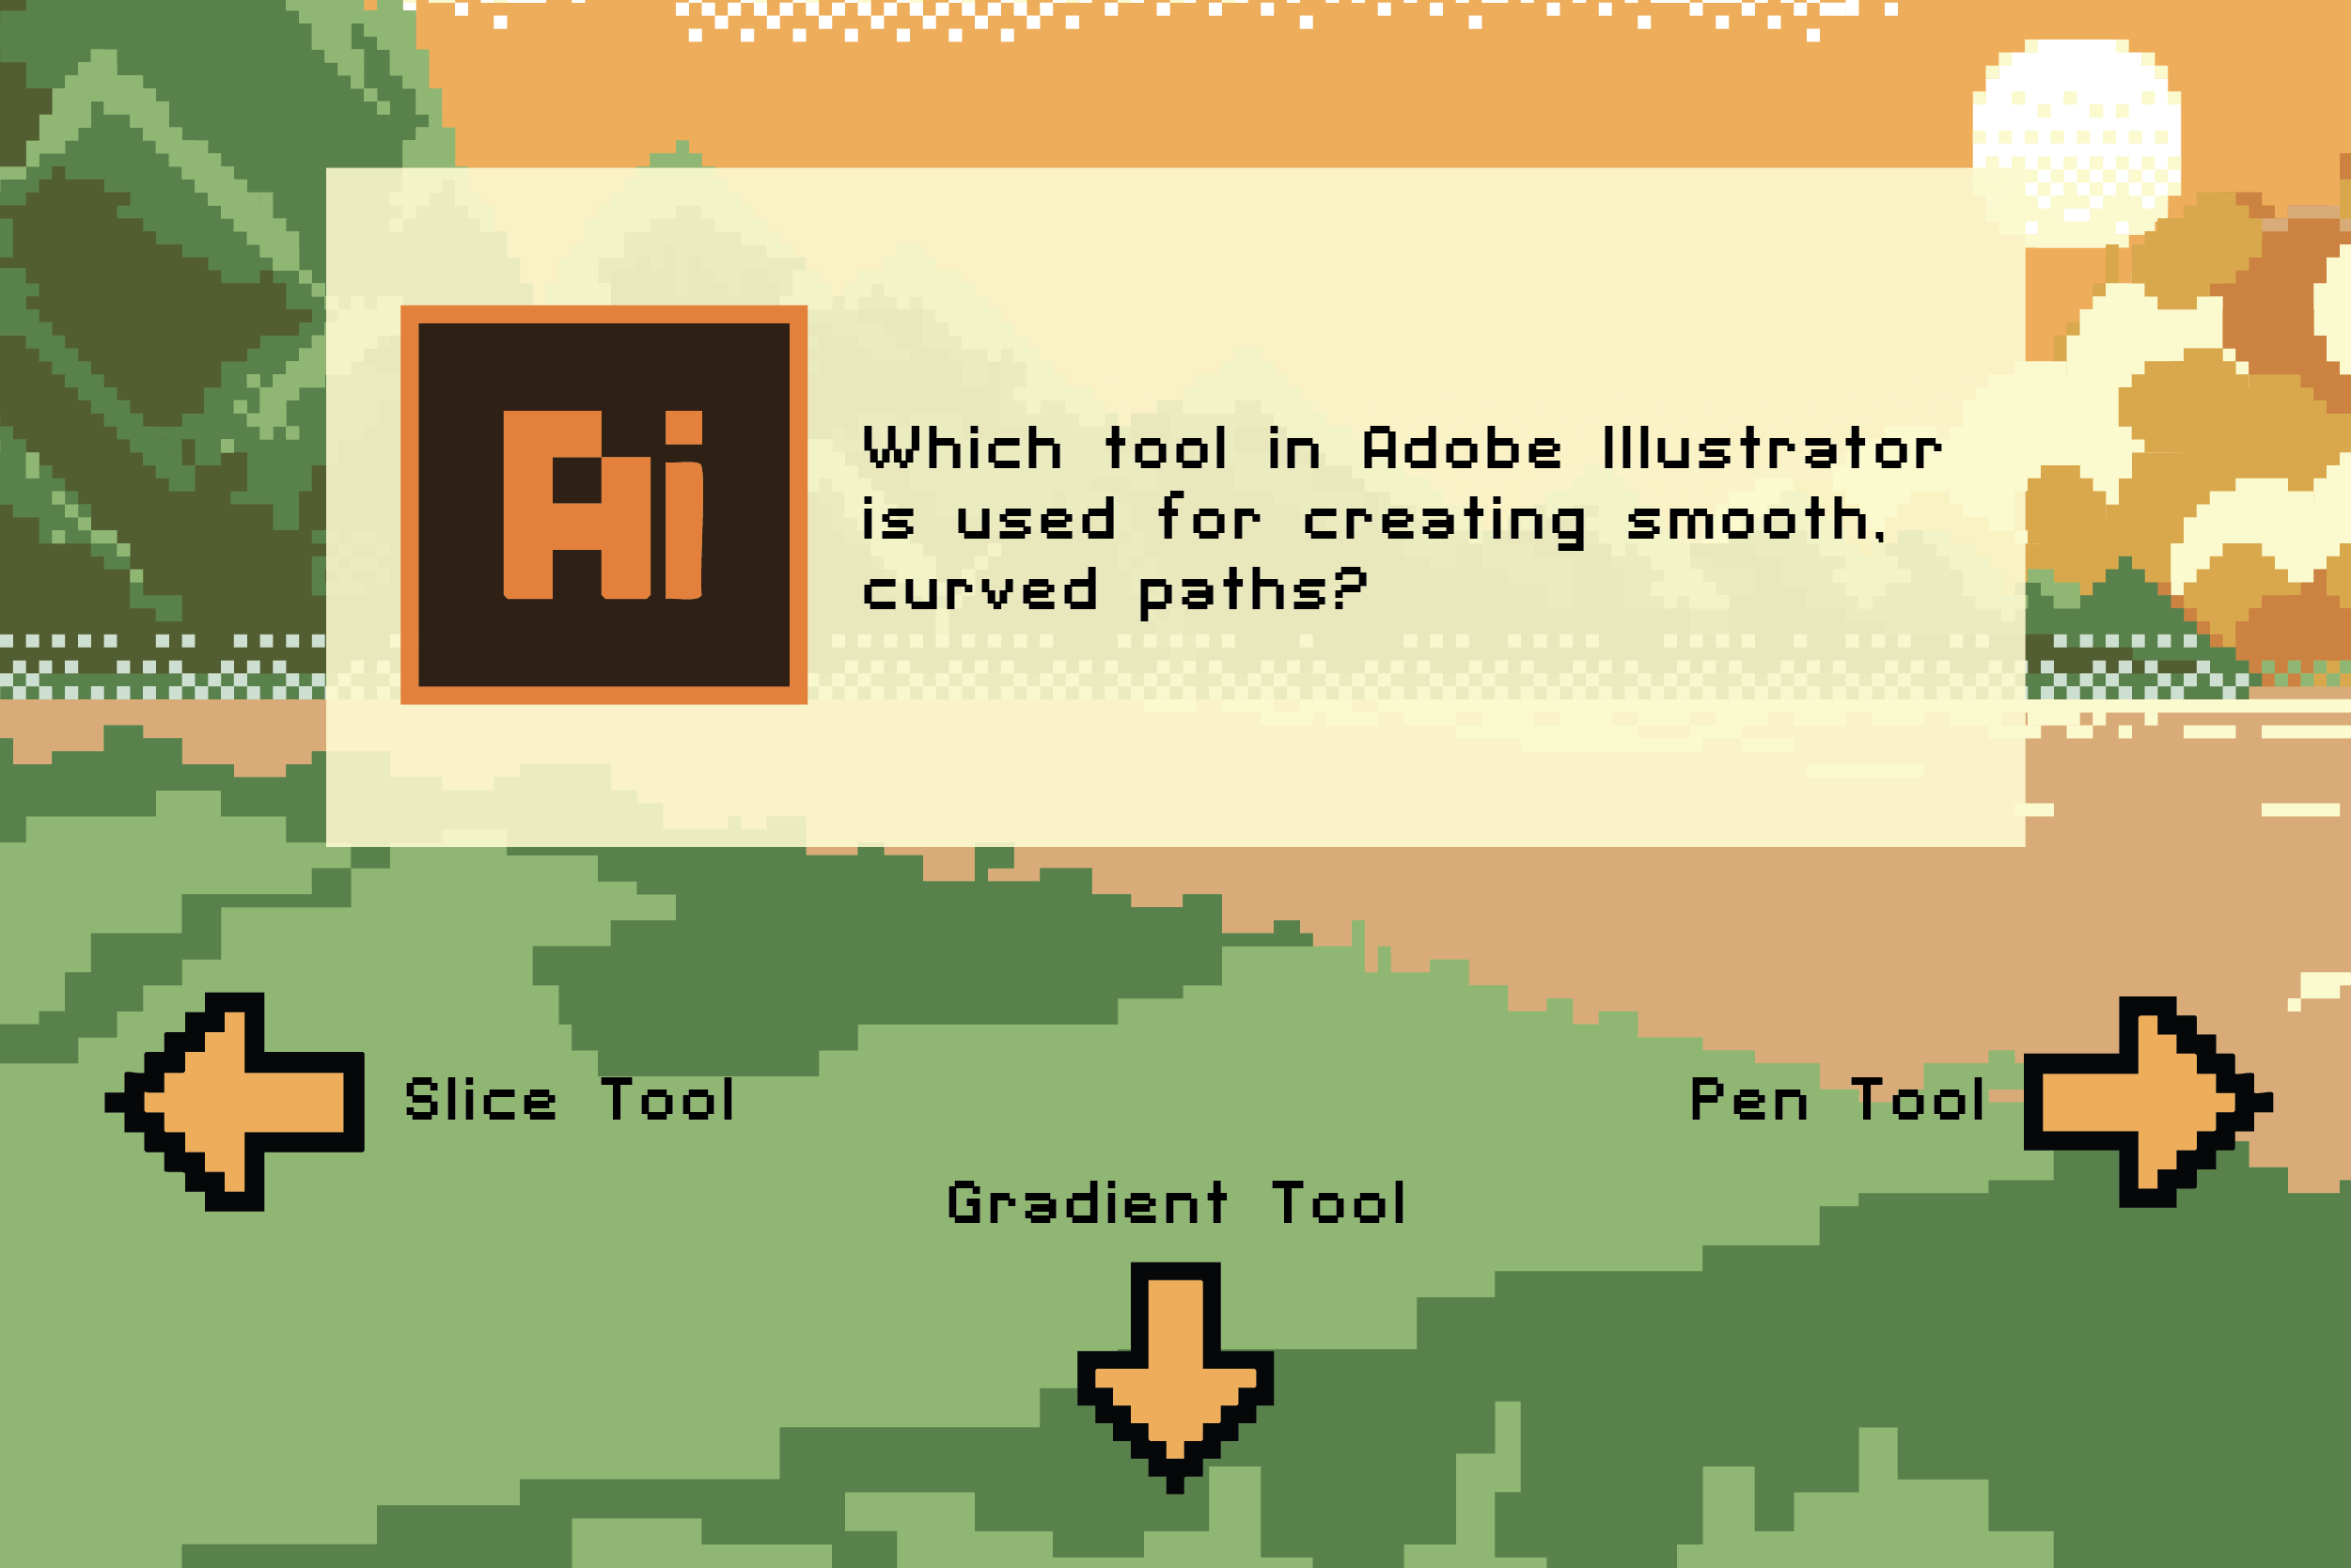 Ai
Which tool in Adobe Illustrator
is used for creating smooth,
curved paths?
Slice Tool
Pen Tool
Gradient Tool